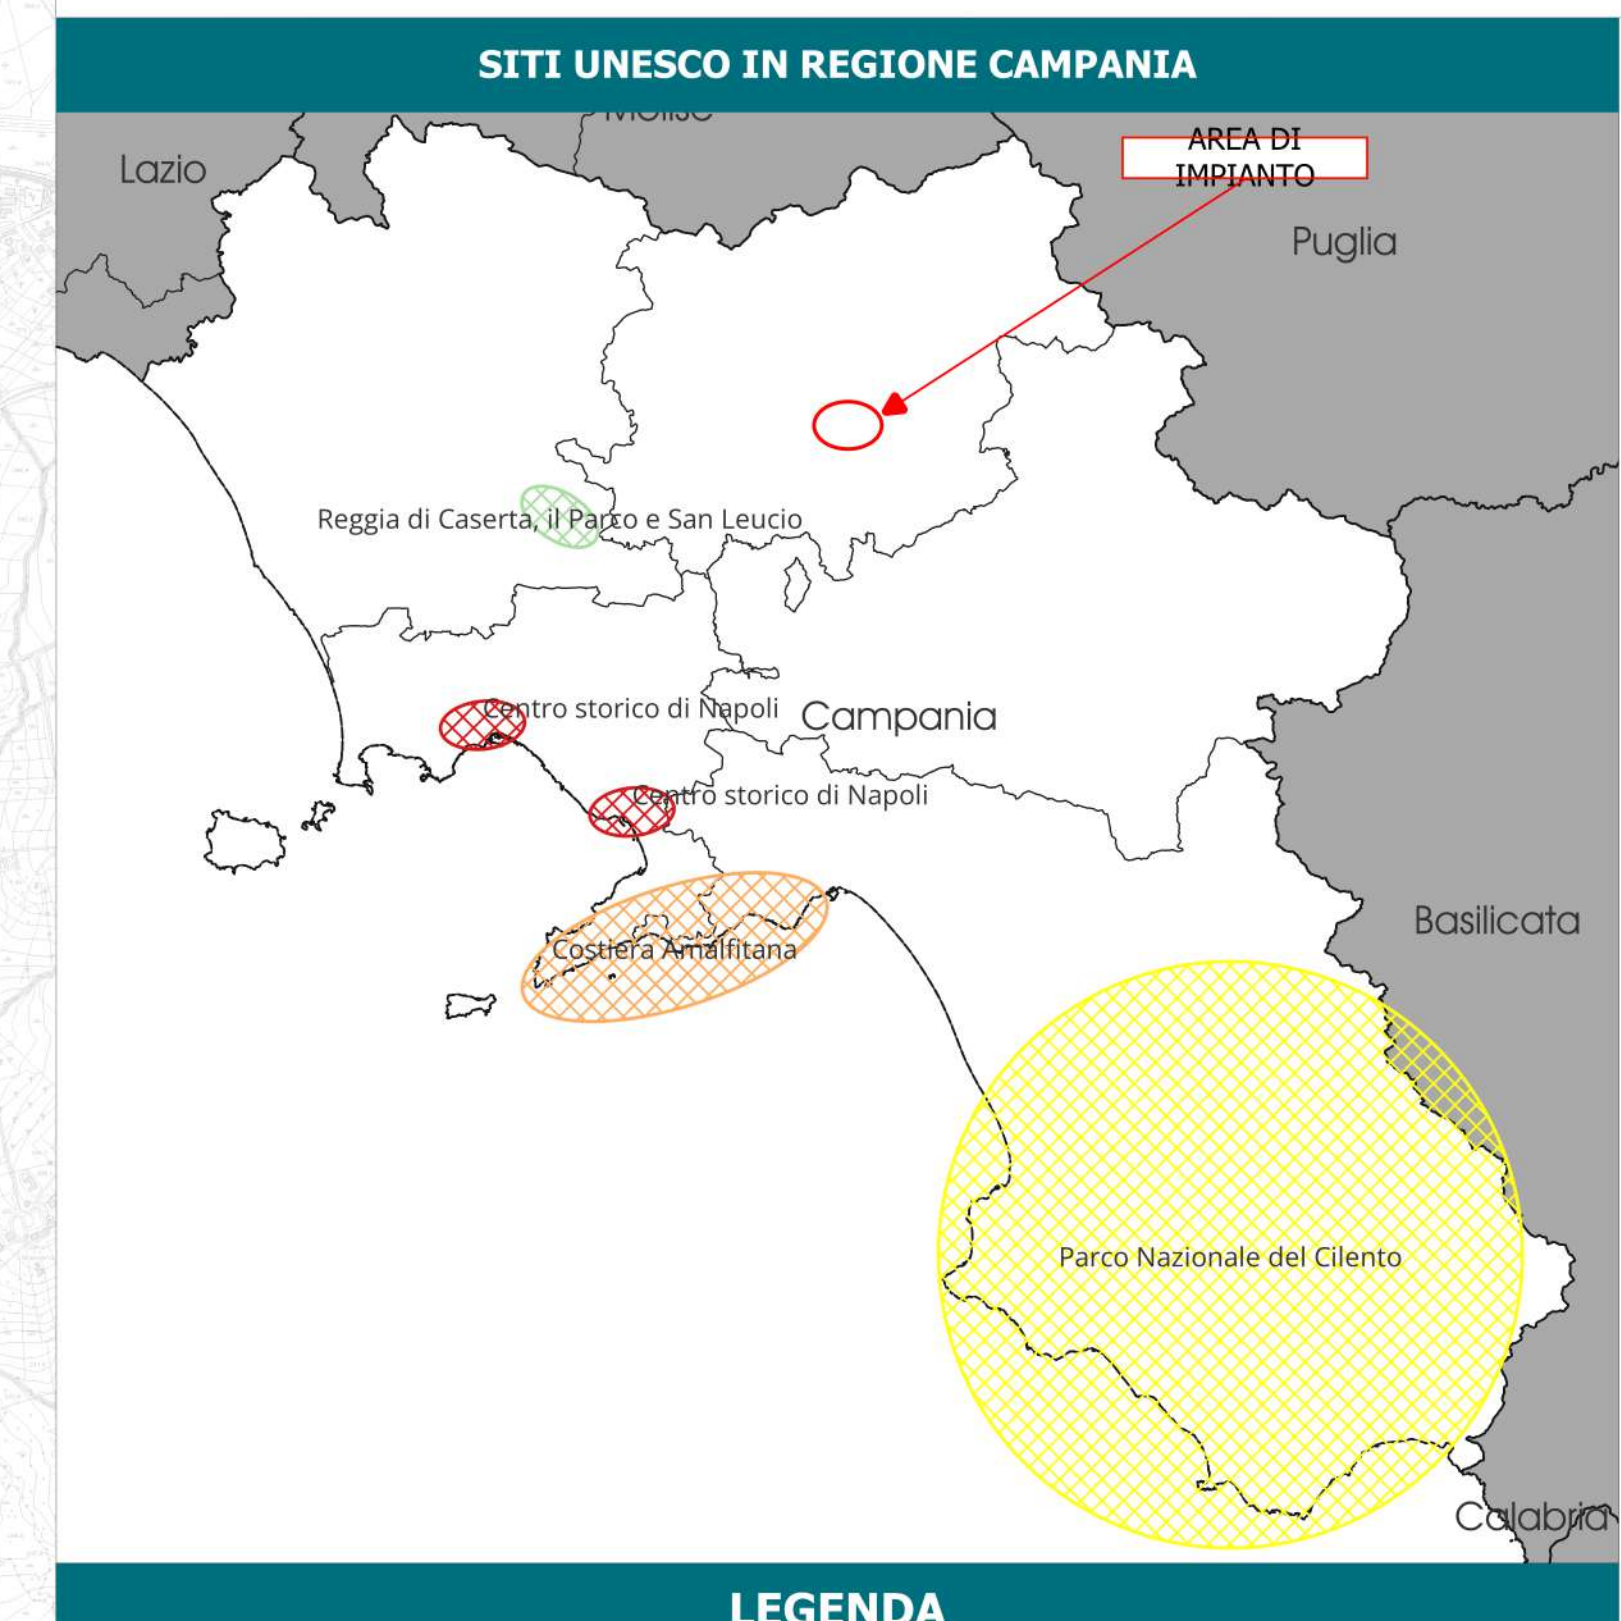 SITI UNESCO IN REGIONE CAMPANIA
Molise
Lazio
AREA DI
IMPIANTO
Puglia
Reggia di Caserta, il Parco e San Leucio
Centro storico di Napoli
Campania
Centro storico di Napoli
Basilicata
Costiera Amalfitana
Parco Nazionale del Cilento
Calabria
LEGENDA